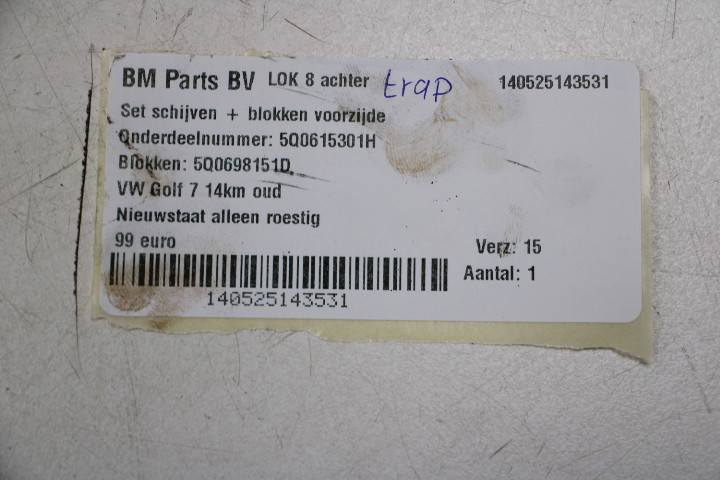 BM Parts BV LOK 8 achter trap 140525143531
Set schijven + blokken voorzijde
Onderdeelnummer: 5Q0615301H
Blokken: 5Q0698151D
VW Golf 7 14km oud
Nieuwstaat alleen roestig
99 euro Verz: 15
Aantal: 1
140525143531